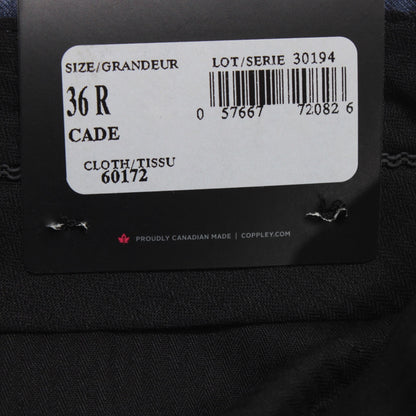 SIZE/GRANDEUR LOT/SERIE 30194
36 R
CADE
0 57667 72082 6
CLOTH/TISSU
60172
PROUDLY CANADIAN MADE | COPPLEY.COM